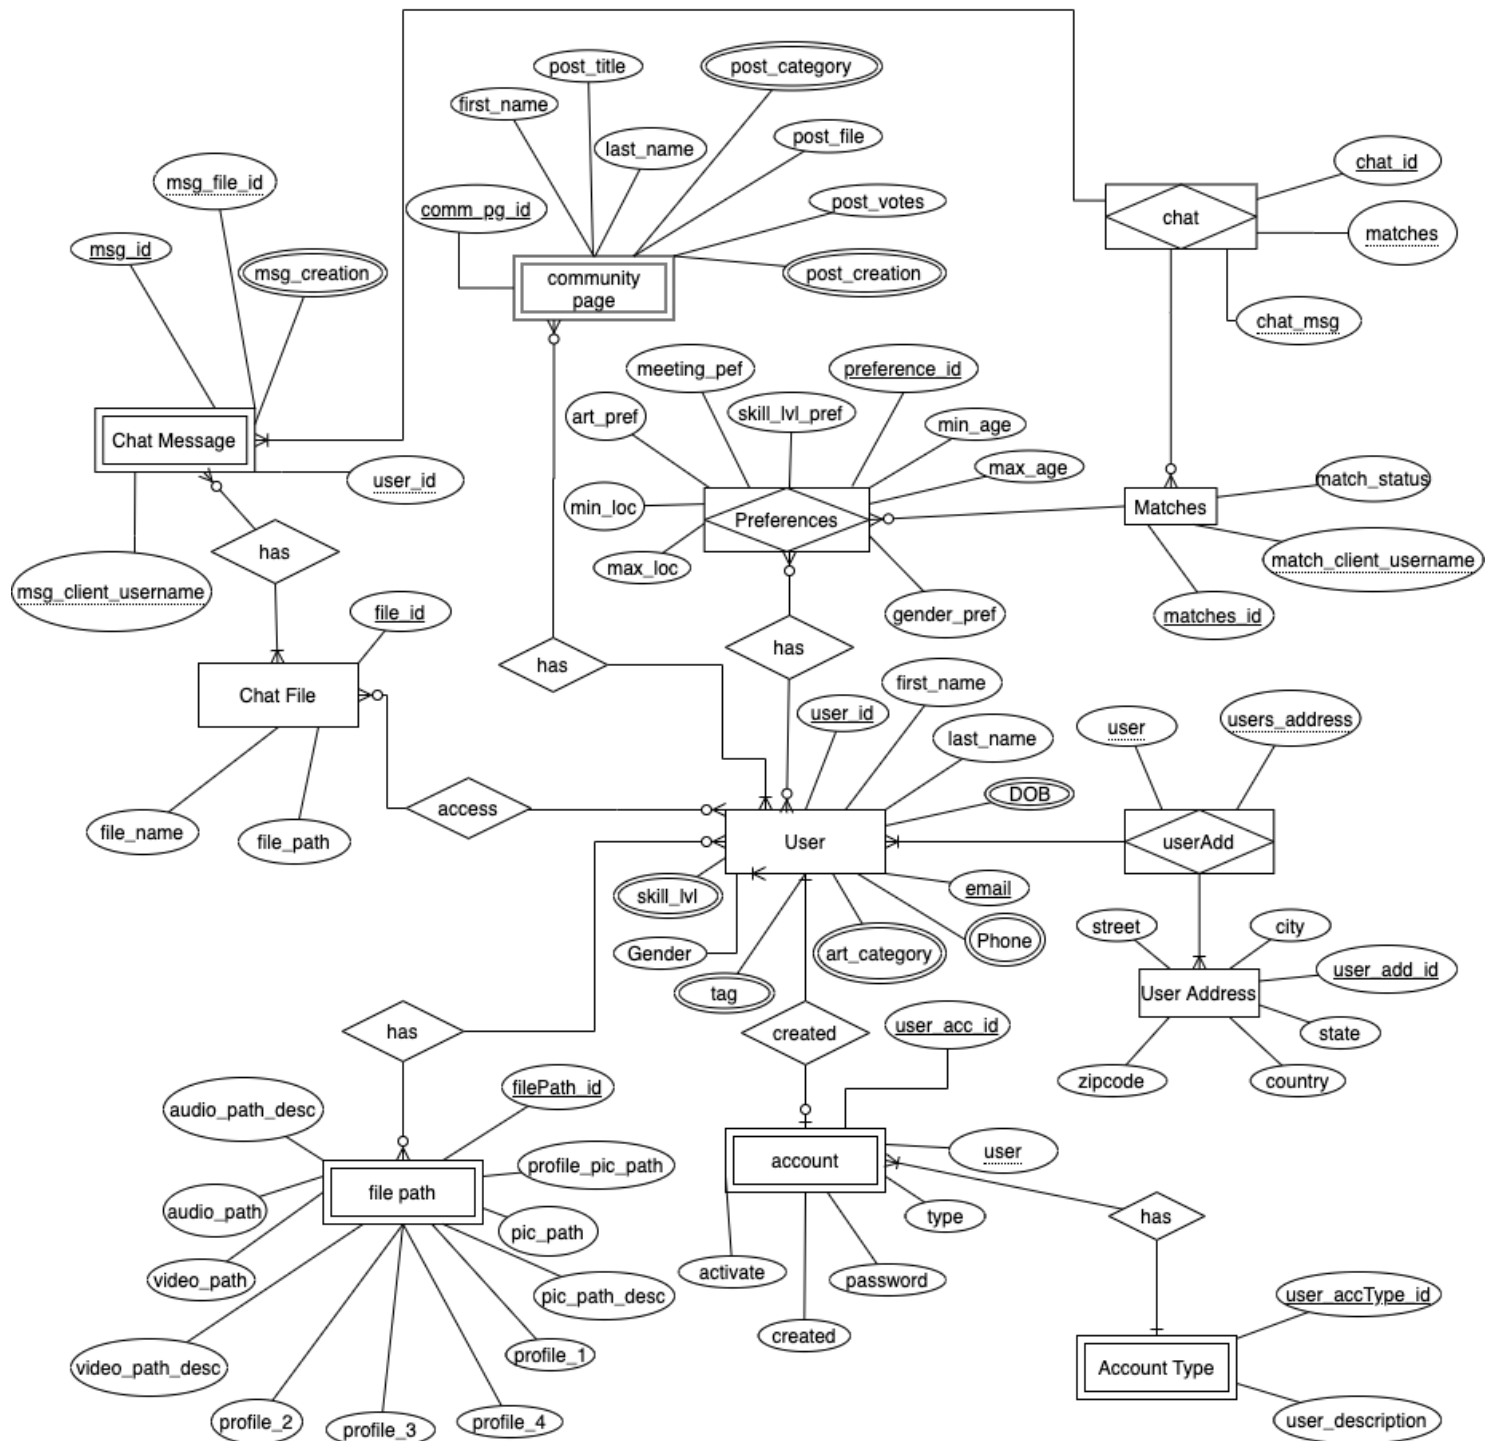 post_title
post_category
first_name
last_name
post_file
comm_pg_id
post_votes
community
page
post_creation
msg_file_id
msg_id
msg_creation
Chat Message
user_id
msg_client_username
has
chat_id
chat
matches
chat_msg
meeting_pef
preference_id
art_pref
skill_lvl_pref
min_age
max_age
min_loc
Preferences
max_loc
gender_pref
match_status
Matches
match_client_username
matches_id
file_id
Chat File
file_name
file_path
has
has
access
user_id
first_name
last_name
DOB
User
skill_lvl
Gender
tag
art_category
Phone
email
user
users_address
userAdd
street
city
User Address
user_add_id
state
zipcode
country
has
created
user_acc_id
audio_path_desc
filePath_id
profile_pic_path
file path
audio_path
pic_path
video_path
pic_path_desc
video_path_desc
profile_1
profile_2
profile_3
profile_4
account
user
type
activate
password
created
has
user_accType_id
Account Type
user_description